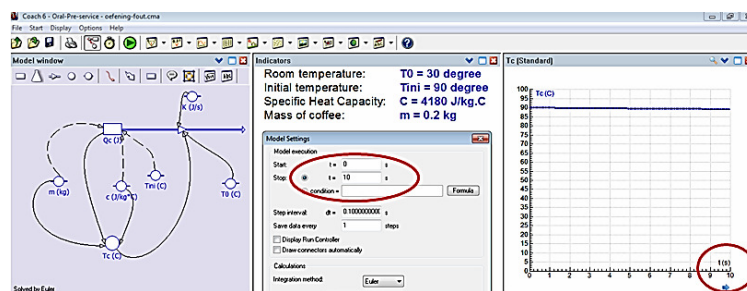 Coach 6 - Oral-Pre-service - oefening-fout.cma
File Start Display Options Help
Model window
K (J/s)
Qc (J)
m (kg)
c (J/kg*C)
Tini (C)
T0 (C)
Tc (C)
Solved by Euler
Indicators
Room temperature: T0 = 30 degree
Initial temperature: Tini = 90 degree
Specific Heat Capacity: C = 4180 J/kg.C
Mass of coffee: m = 0.2 kg
Model Settings
Model execution
Start: t = 0 s
Stop: t = 10 s
condition = Formula
Step interval: dt = 0.1000000000 s
Save data every 1 steps
Display Run Controller
Draw connectors automatically
Calculations
Integration method: Euler
Tc [Standard]
Tc (C)
100
95
90
85
80
75
70
65
60
55
50
45
40
35
30
25
20
15
10
5
0
t (s)
0 1 2 3 4 5 6 7 8 9 10